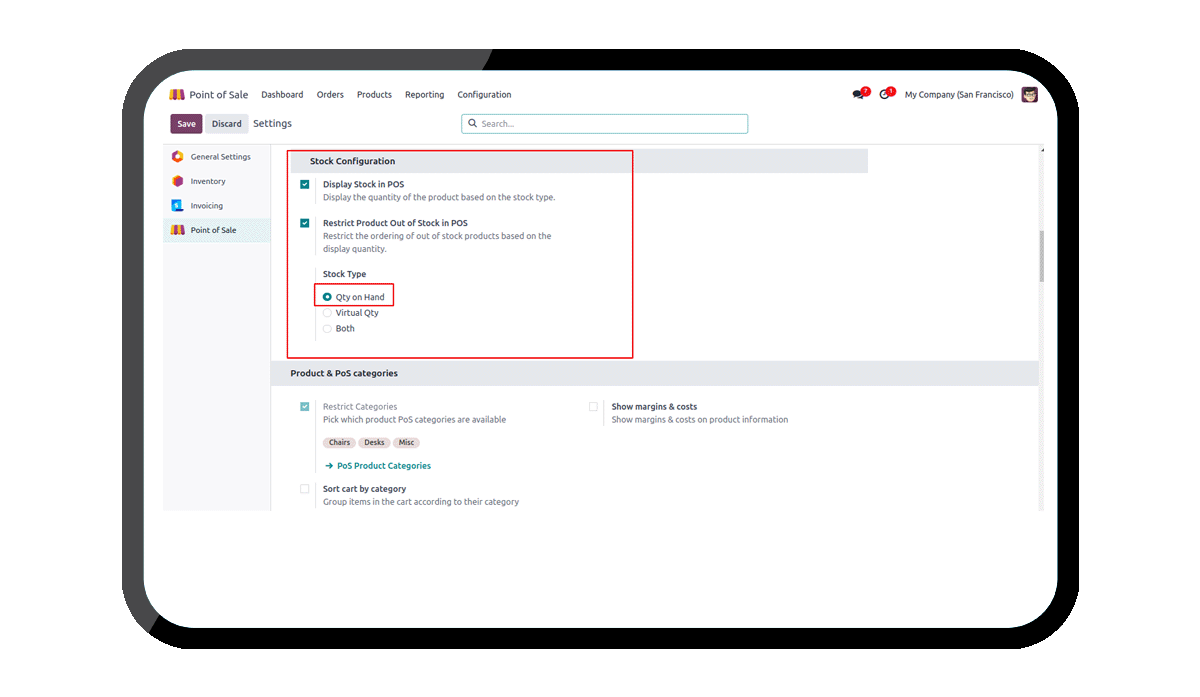 Point of Sale Dashboard Orders Products Reporting Configuration 7 1 My Company (San Francisco)
Save Discard Settings Search...
General Settings
Inventory
Invoicing
Point of Sale
Stock Configuration
Display Stock in POS
Display the quantity of the product based on the stock type.
Restrict Product Out of Stock in POS
Restrict the ordering of out of stock products based on the
display quantity.
Stock Type
Qty on Hand
Virtual Qty
Both
Product & PoS categories
Restrict Categories
Pick which product PoS categories are available
Chairs Desks Misc
PoS Product Categories
Show margins & costs
Show margins & costs on product information
Sort cart by category
Group items in the cart according to their category